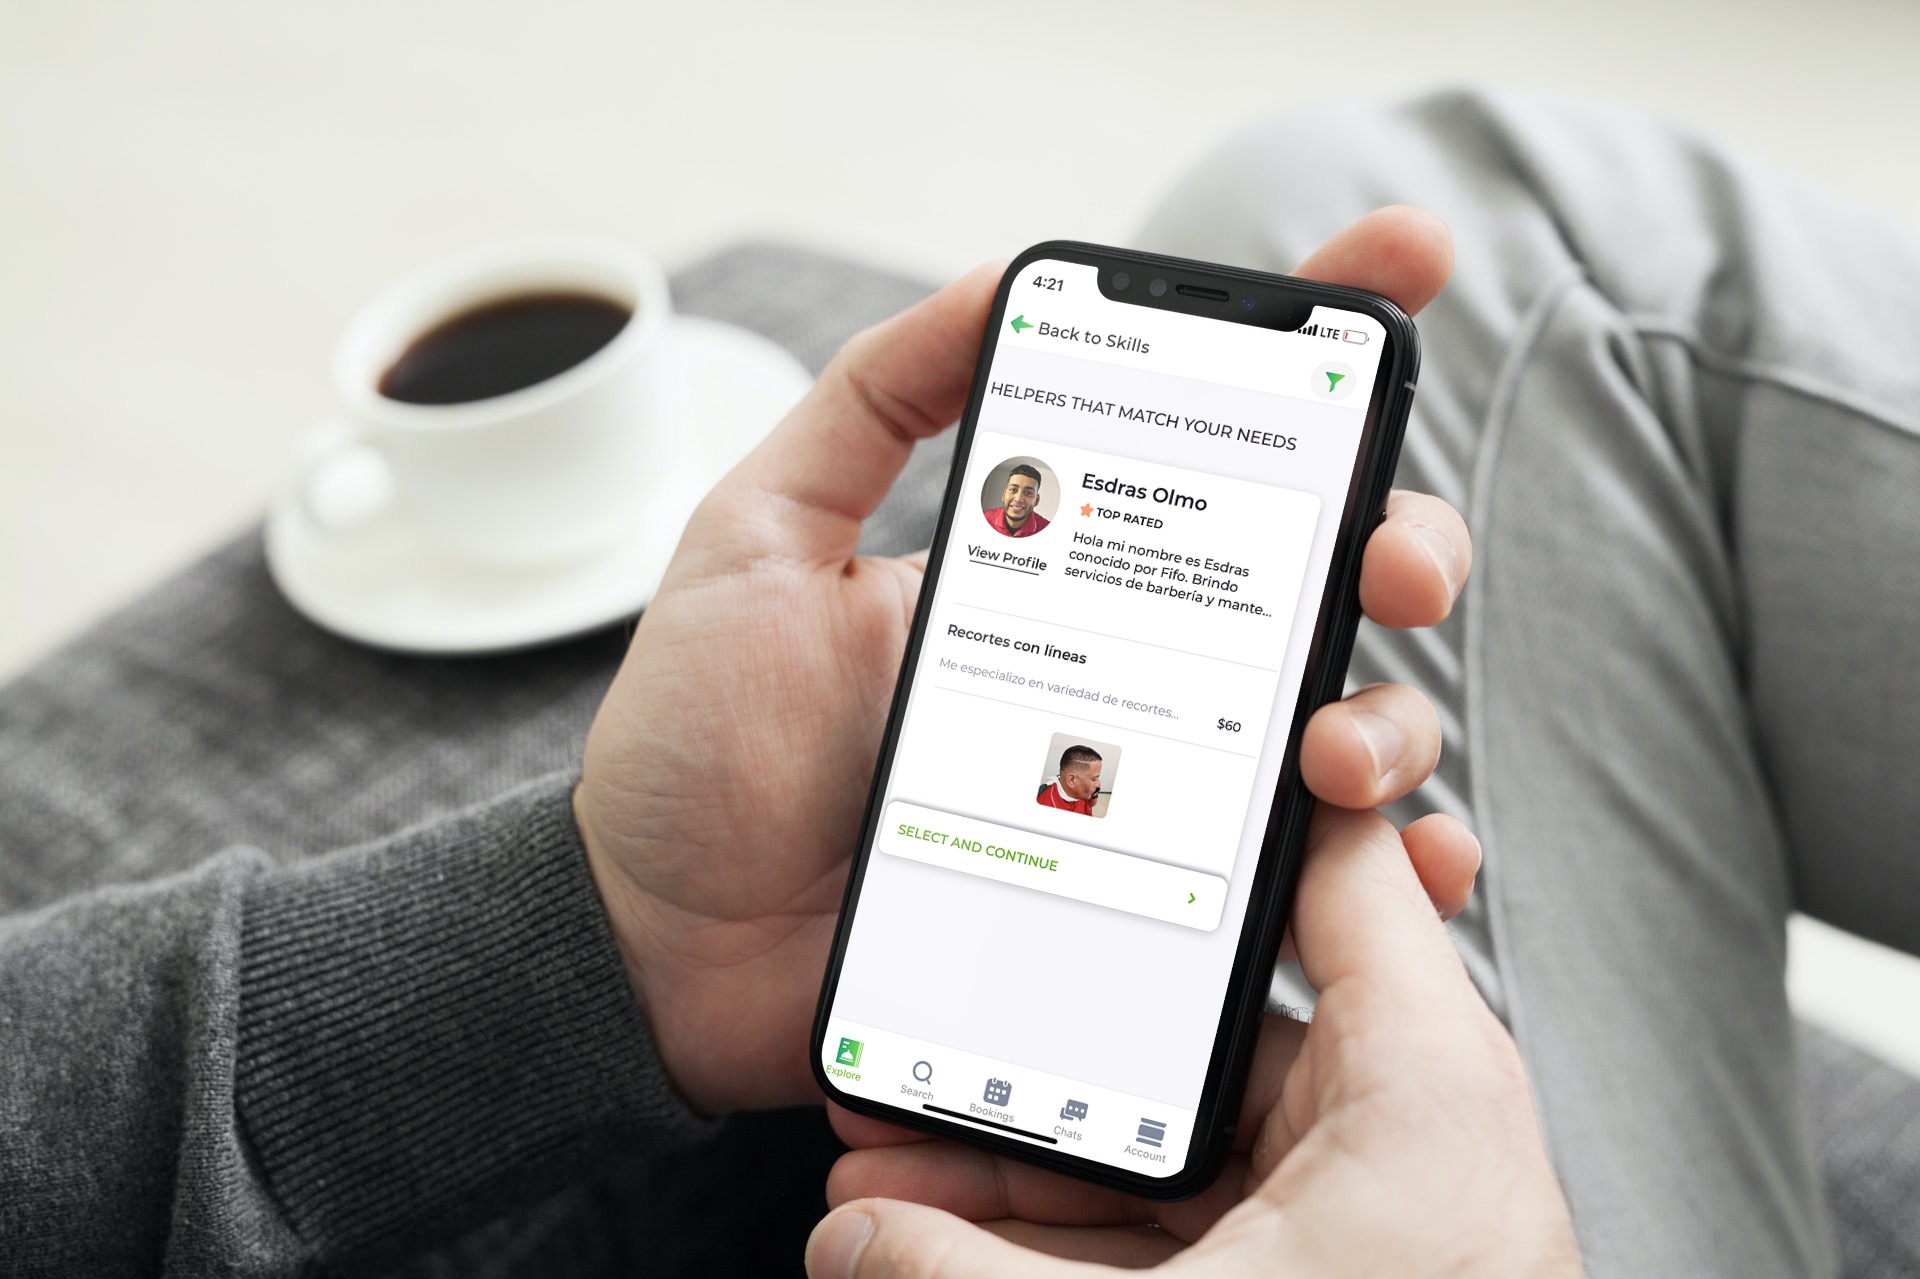 4:21
LTE
Back to Skills
HELPERS THAT MATCH YOUR NEEDS
Esdras Olmo
TOP RATED
View Profile
Hola mi nombre es Esdras
conocido por Fifo. Brindo
servicios de barbería y mante...
Recortes con líneas
Me especializo en variedad de recortes...
$60
SELECT AND CONTINUE
Explore
Search
Bookings
Chats
Account